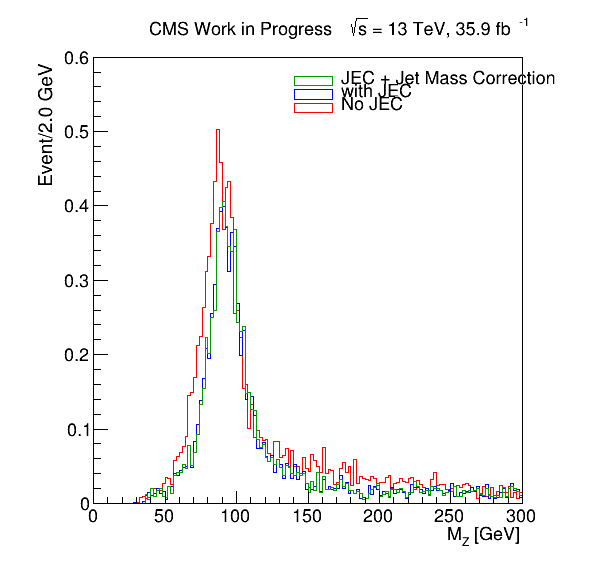 CMS Work in Progress √s = 13 TeV, 35.9 fb -1
Event/2.0 GeV
JEC + Jet Mass Correction
with JEC
No JEC
0.6
0.5
0.4
0.3
0.2
0.1
0
0 50 100 150 200 250 300
M_Z [GeV]